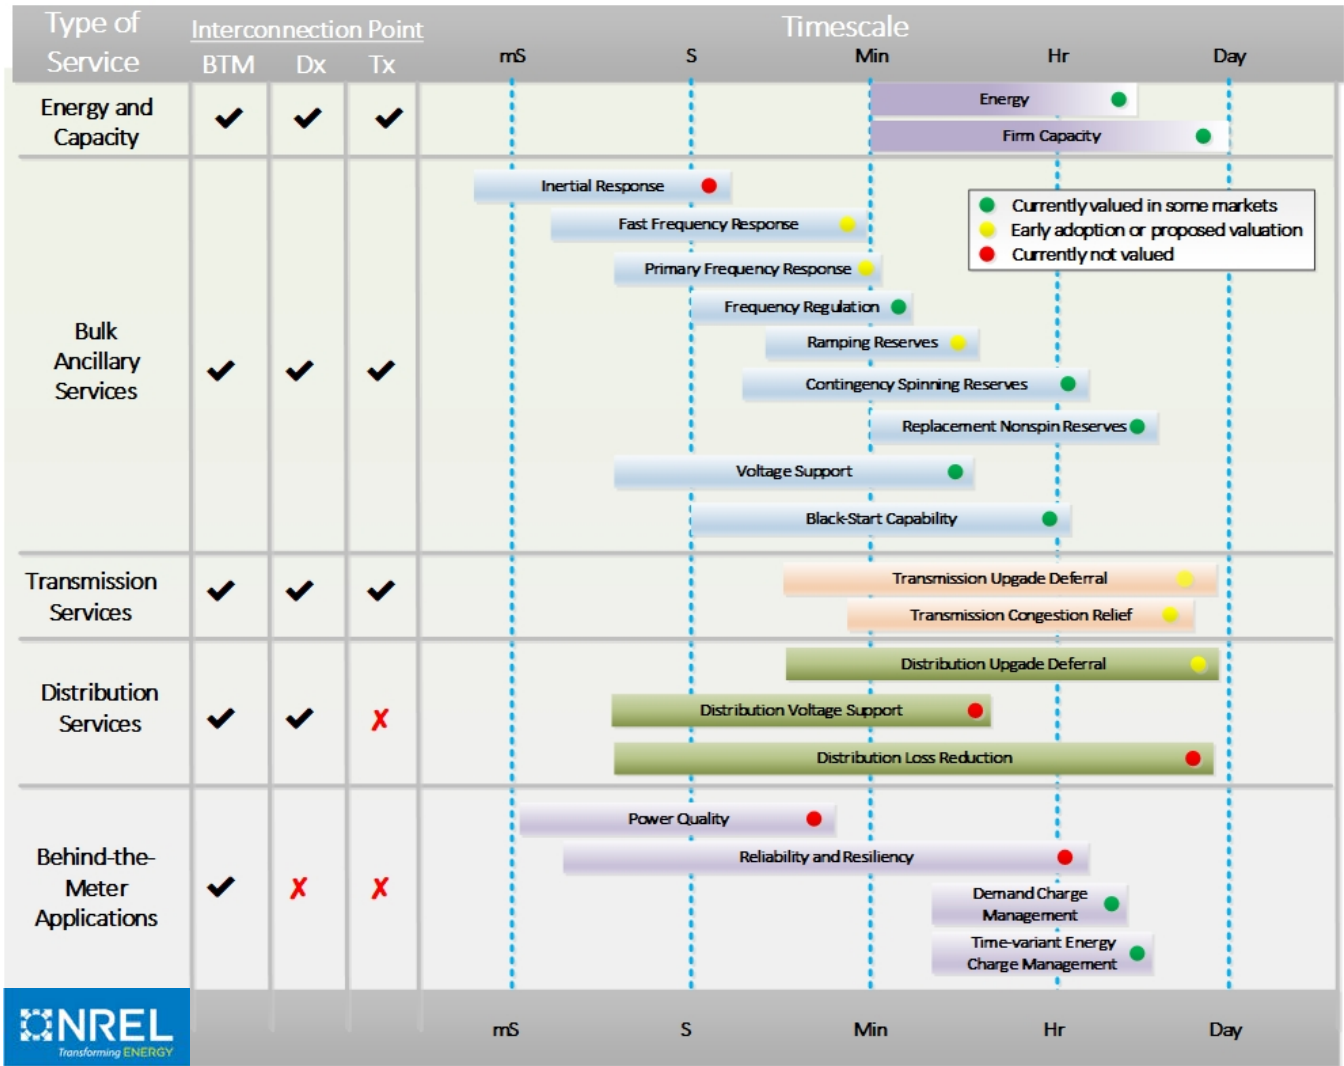 Type of
Service
Interconnection Point
BTM Dx Tx
Timescale
mS S Min Hr Day
Energy and
Capacity
Energy
Firm Capacity
Bulk
Ancillary
Services
Inertial Response
Fast Frequency Response
Primary Frequency Response
Frequency Regulation
Ramping Reserves
Contingency Spinning Reserves
Replacement Nonspin Reserves
Voltage Support
Black-Start Capability
Currently valued in some markets
Early adoption or proposed valuation
Currently not valued
Transmission
Services
Transmission Upgade Deferral
Transmission Congestion Relief
Distribution
Services
Distribution Upgade Deferral
Distribution Voltage Support
Distribution Loss Reduction
Behind-the-
Meter
Applications
Power Quality
Reliability and Resiliency
Demand Charge
Management
Time-variant Energy
Charge Management
NREL
Transforming ENERGY
mS S Min Hr Day